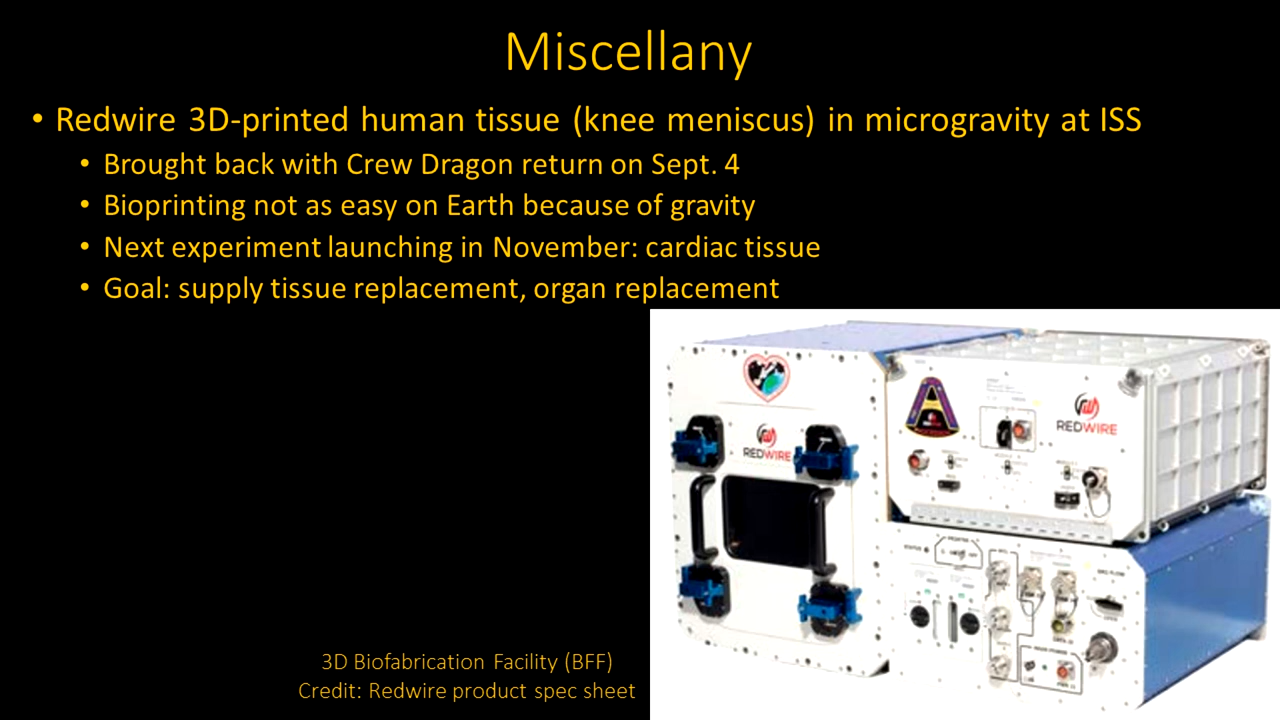 Miscellany
• Redwire 3D-printed human tissue (knee meniscus) in microgravity at ISS
• Brought back with Crew Dragon return on Sept. 4
• Bioprinting not as easy on Earth because of gravity
• Next experiment launching in November: cardiac tissue
• Goal: supply tissue replacement, organ replacement
REDWIRE
REDWIRE
3D Biofabrication Facility (BFF)
Credit: Redwire product spec sheet